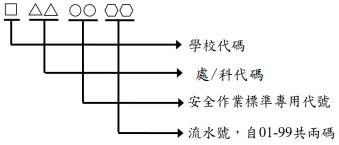 □ △△ ○○ ⬡⬡
學校代碼
處/科代碼
安全作業標準專用代號
流水號，自01-99共兩碼